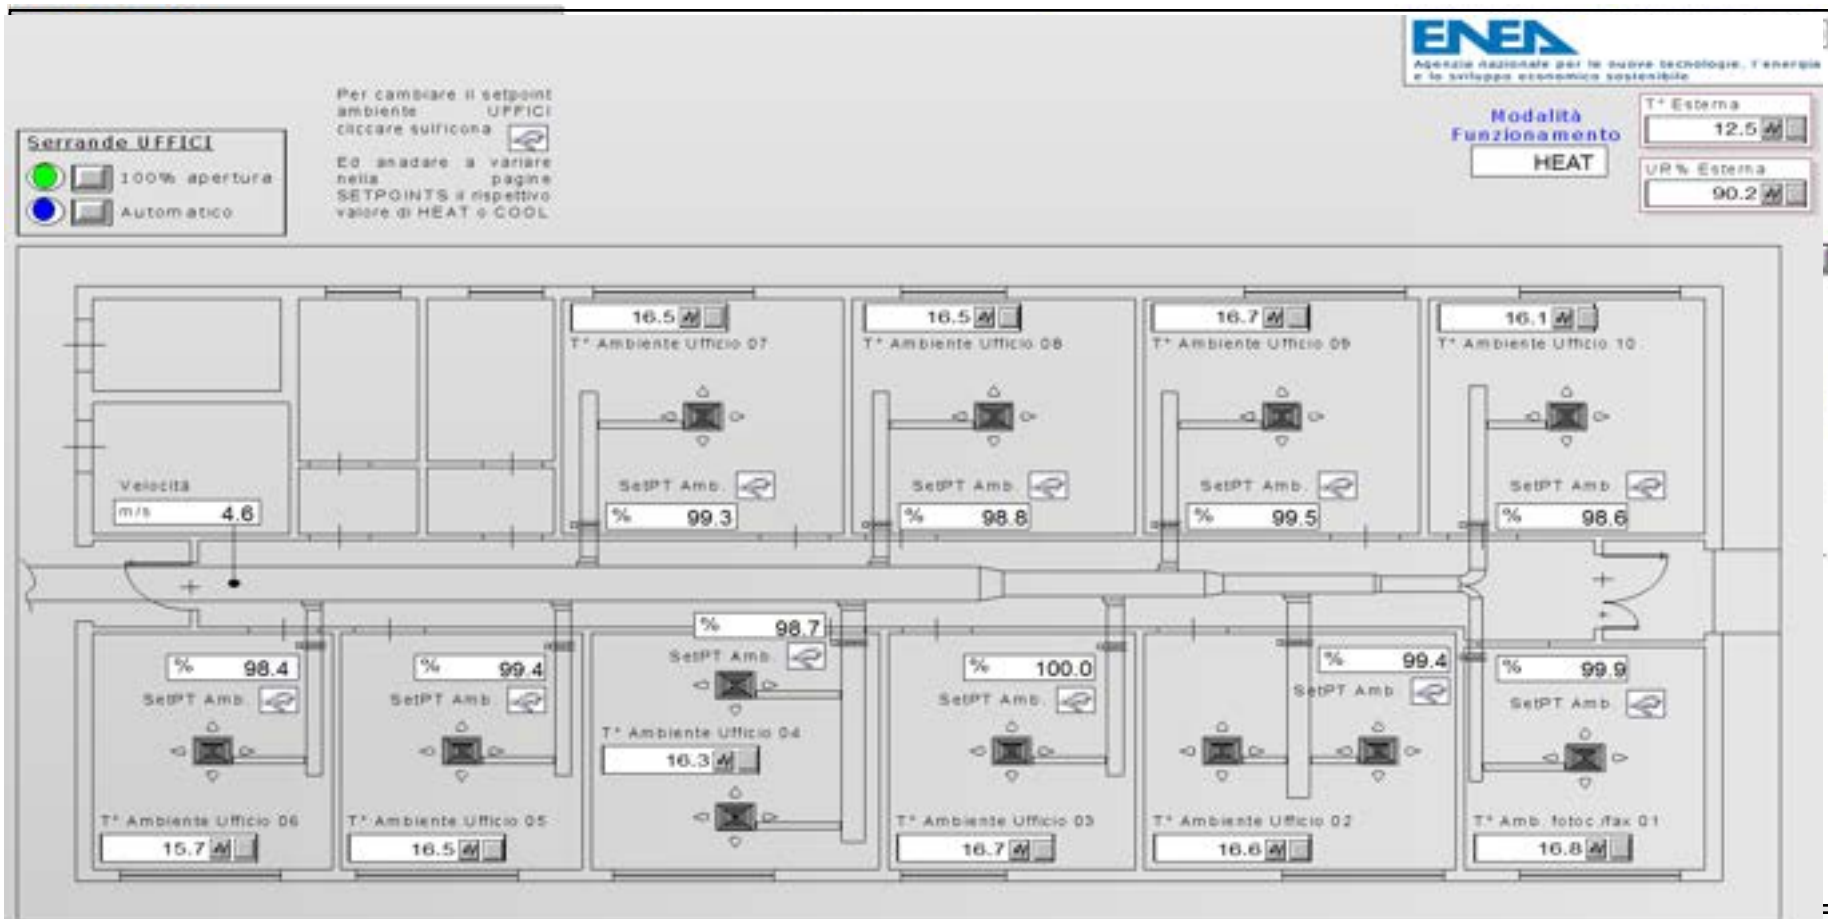 ENEA
Agenzia nazionale per le nuove tecnologie, l'energia
e lo sviluppo economico sostenibile
Per cambiare il setpoint
ambiente UFFICI
cliccare sull'icona
Ed anadare a variare
nella pagine
SETPOINTS il rispettivo
valore di HEAT o COOL
Modalità
Funzionamento
HEAT
T° Esterna
12.5
UR% Esterna
90.2
Serrande UFFICI
100% apertura
Automatico
16.5
T° Ambiente Ufficio 07
16.5
T° Ambiente Ufficio 08
16.7
T° Ambiente Ufficio 09
16.1
T° Ambiente Ufficio 10
Velocità
m/s 4.6
SetPT Amb.
% 99.3
SetPT Amb.
% 98.8
SetPT Amb.
% 99.5
SetPT Amb.
% 98.6
% 98.4
SetPT Amb.
% 99.4
SetPT Amb.
% 98.7
SetPT Amb.
% 100.0
SetPT Amb.
% 99.4
SetPT Amb.
% 99.9
SetPT Amb.
T° Ambiente Ufficio 04
16.3
T° Ambiente Ufficio 06
15.7
T° Ambiente Ufficio 05
16.5
T° Ambiente Ufficio 03
16.7
T° Ambiente Ufficio 02
16.6
T° Amb. fotoc./fax 01
16.8